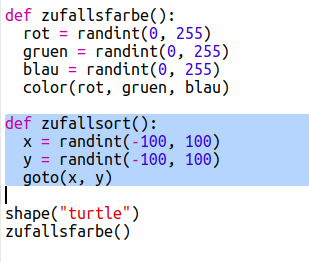 def zufallsfarbe():
  rot = randint(0, 255)
  gruen = randint(0, 255)
  blau = randint(0, 255)
  color(rot, gruen, blau)

def zufallsort():
  x = randint(-100, 100)
  y = randint(-100, 100)
  goto(x, y)

shape("turtle")
zufallsfarbe()